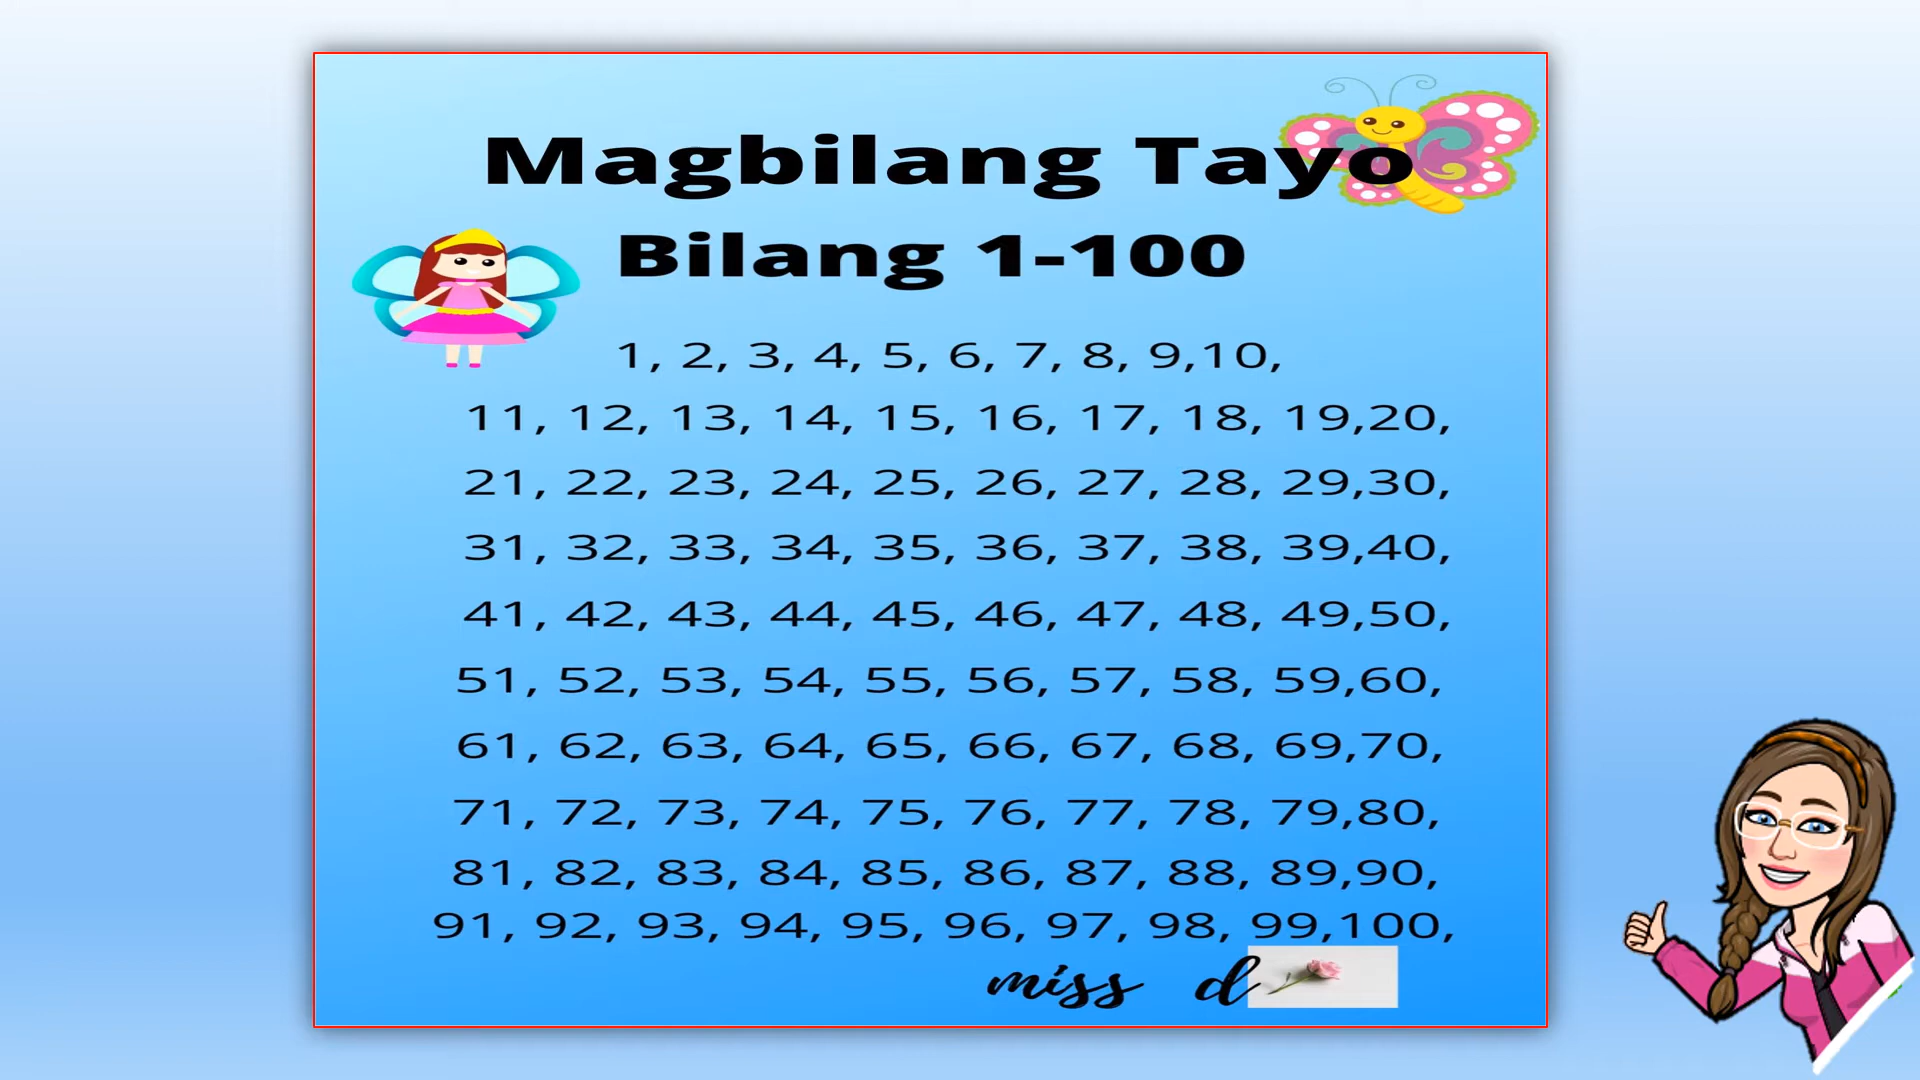 Magbilang Tayo
Bilang 1-100
1, 2, 3, 4, 5, 6, 7, 8, 9,10,
11, 12, 13, 14, 15, 16, 17, 18, 19,20,
21, 22, 23, 24, 25, 26, 27, 28, 29,30,
31, 32, 33, 34, 35, 36, 37, 38, 39,40,
41, 42, 43, 44, 45, 46, 47, 48, 49,50,
51, 52, 53, 54, 55, 56, 57, 58, 59,60,
61, 62, 63, 64, 65, 66, 67, 68, 69,70,
71, 72, 73, 74, 75, 76, 77, 78, 79,80,
81, 82, 83, 84, 85, 86, 87, 88, 89,90,
91, 92, 93, 94, 95, 96, 97, 98, 99,100,
miss d